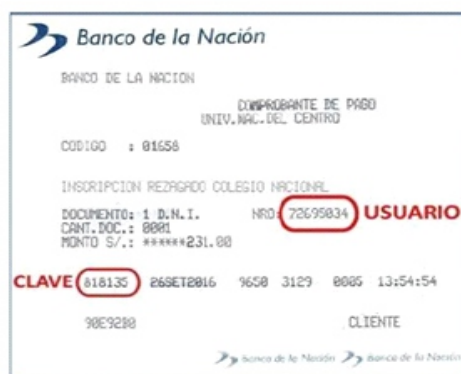 Banco de la Nación
BANCO DE LA NACION
COMPROBANTE DE PAGO
UNIV.NAC.DEL CENTRO
CODIGO : 01658
INSCRIPCION REZAGADO COLEGIO NACIONAL
DOCUMENTO: 1 D.N.I. NRO: 72695034 USUARIO
CANT.DOC.: 0001
MONTO S/.: ******231.00
CLAVE 818135 26SET2016 9650 3129 0005 13:54:54
CLIENTE
Banco de la Nación Banco de la Nación